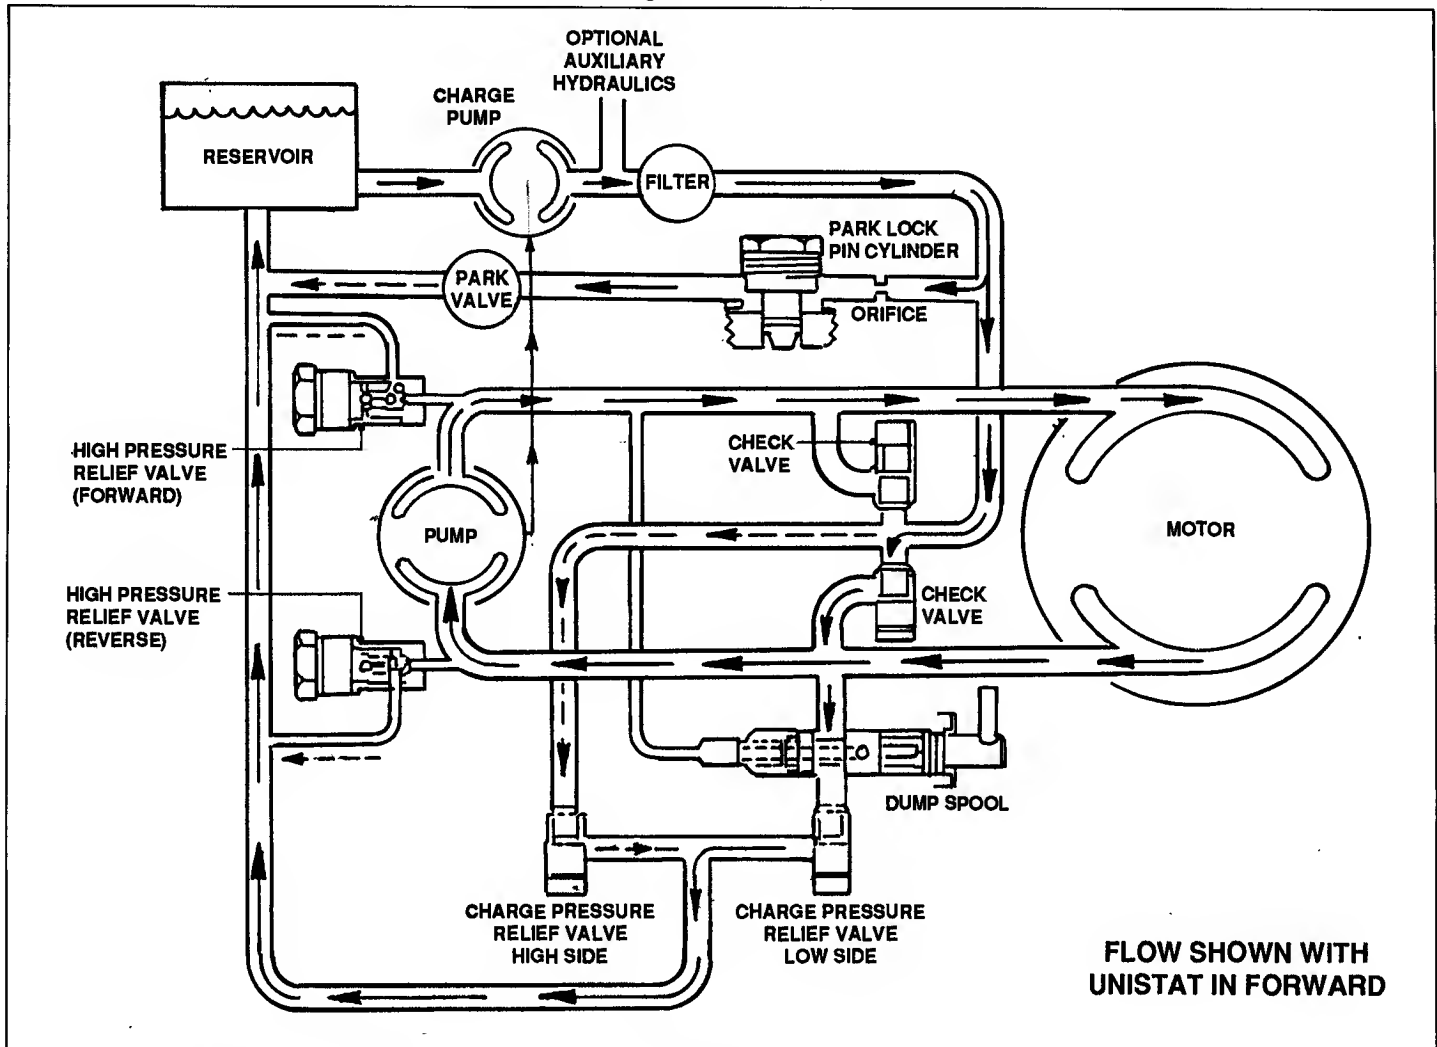 OPTIONAL
AUXILIARY
HYDRAULICS
CHARGE
PUMP
RESERVOIR
FILTER
PARK LOCK
PIN CYLINDER
PARK
VALVE
ORIFICE
HIGH PRESSURE
RELIEF VALVE
(FORWARD)
CHECK
VALVE
PUMP
MOTOR
HIGH PRESSURE
RELIEF VALVE
(REVERSE)
CHECK
VALVE
DUMP SPOOL
CHARGE PRESSURE
RELIEF VALVE
HIGH SIDE
CHARGE PRESSURE
RELIEF VALVE
LOW SIDE
FLOW SHOWN WITH
UNISTAT IN FORWARD